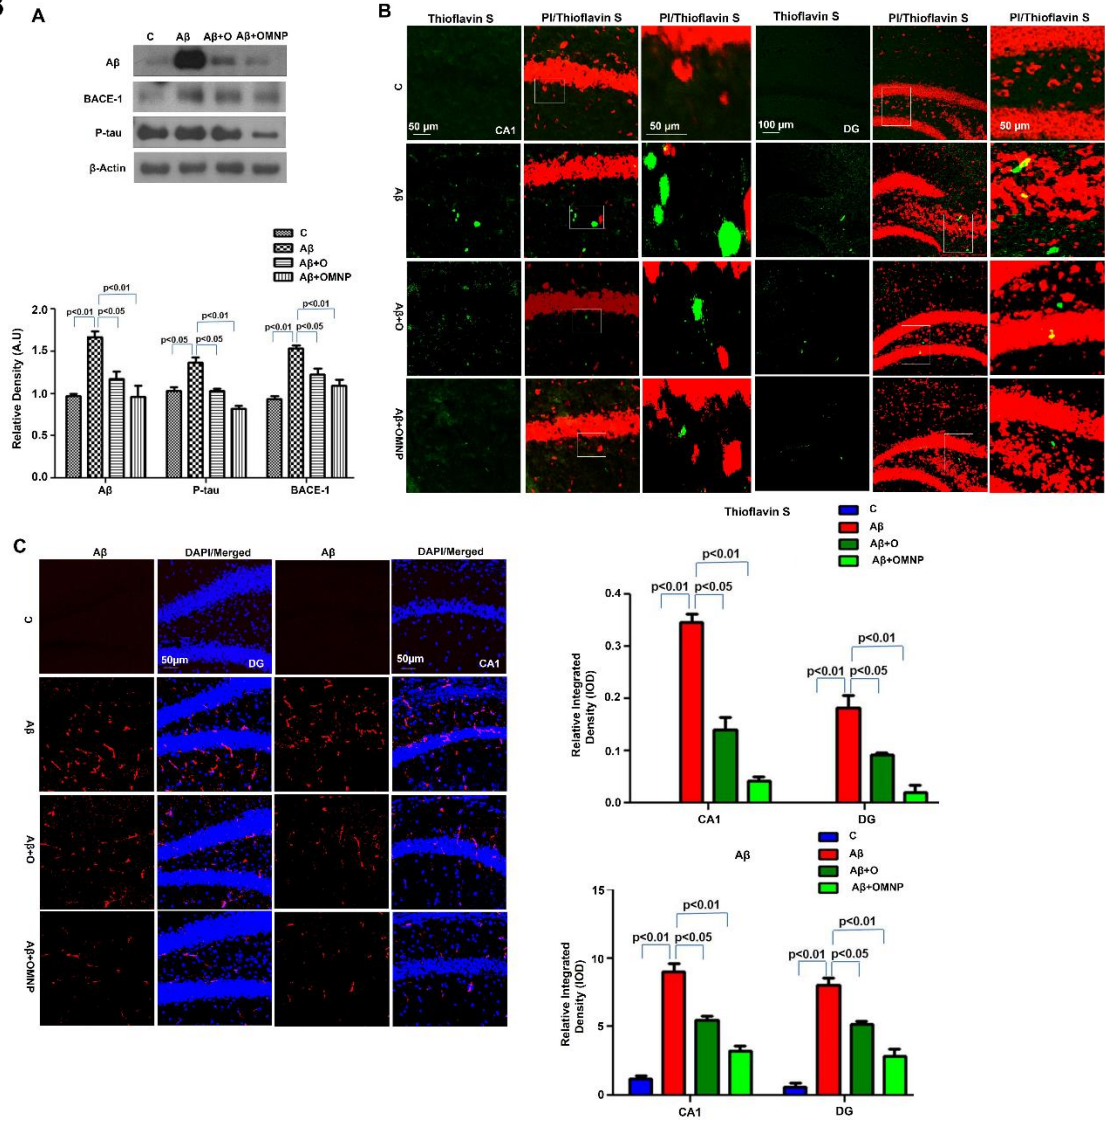 A
C Aβ Aβ+O Aβ+OMNP
Aβ
BACE-1
P-tau
β-Actin
C
Aβ
Aβ+O
Aβ+OMNP
p<0.01
p<0.01 p<0.05
p<0.01
p<0.05 p<0.05
p<0.01
p<0.01 p<0.05
Relative Density (A.U)
2.0
1.5
1.0
0.5
0.0
Aβ P-tau BACE-1
B
Thioflavin S PI/Thioflavin S PI/Thioflavin S Thioflavin S PI/Thioflavin S PI/Thioflavin S
C
50 µm CA1 50 µm 100 µm DG 50 µm
Aβ
Aβ+O
Aβ+OMNP
C
Aβ DAPI/Merged Aβ DAPI/Merged
C
50µm DG 50µm CA1
Aβ
Aβ+O
Aβ+OMNP
Thioflavin S
C
Aβ
Aβ+O
Aβ+OMNP
p<0.01
p<0.01 p<0.05
p<0.01
p<0.01 p<0.05
Relative Integrated
Density (IOD)
0.4
0.3
0.2
0.1
0.0
CA1 DG
Aβ
C
Aβ
Aβ+O
Aβ+OMNP
p<0.01
p<0.01 p<0.05
p<0.01
p<0.01 p<0.05
Relative Integrated
Density (IOD)
15
10
5
0
CA1 DG